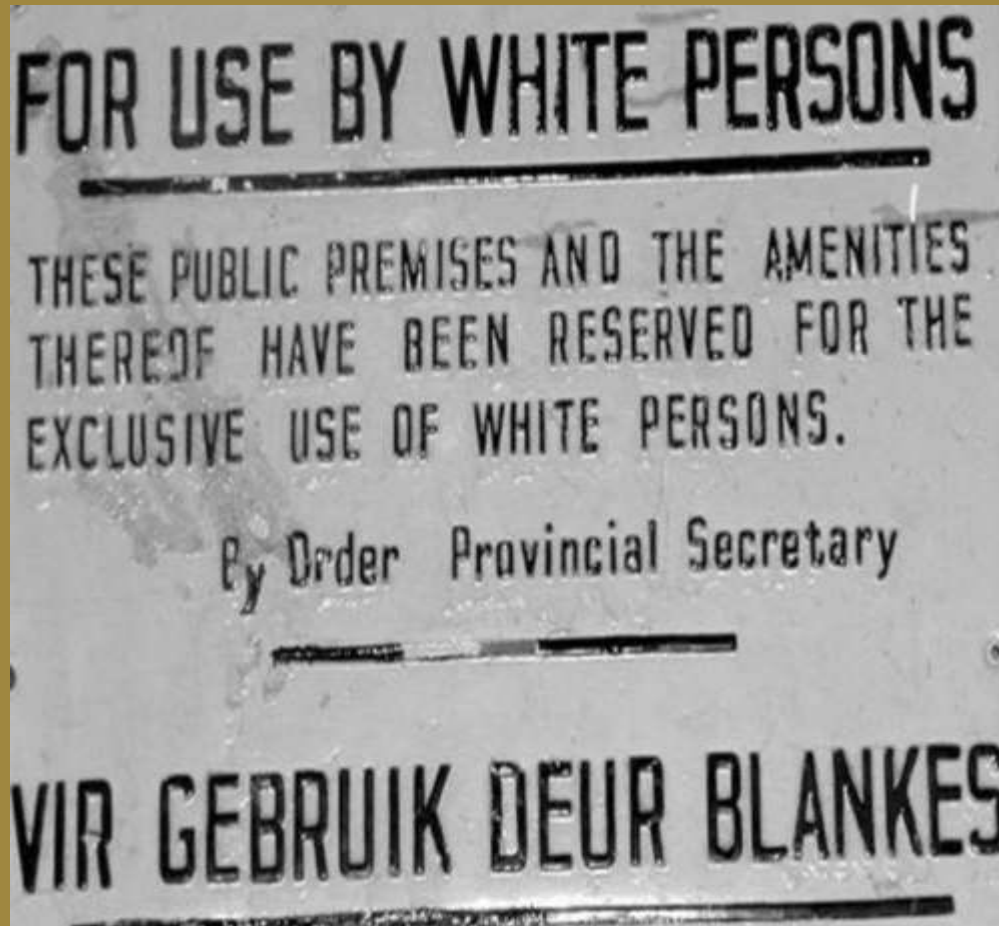 FOR USE BY WHITE PERSONS
THESE PUBLIC PREMISES AND THE AMENITIES
THEREOF HAVE BEEN RESERVED FOR THE
EXCLUSIVE USE OF WHITE PERSONS.
By Order Provincial Secretary
VIR GEBRUIK DEUR BLANKES